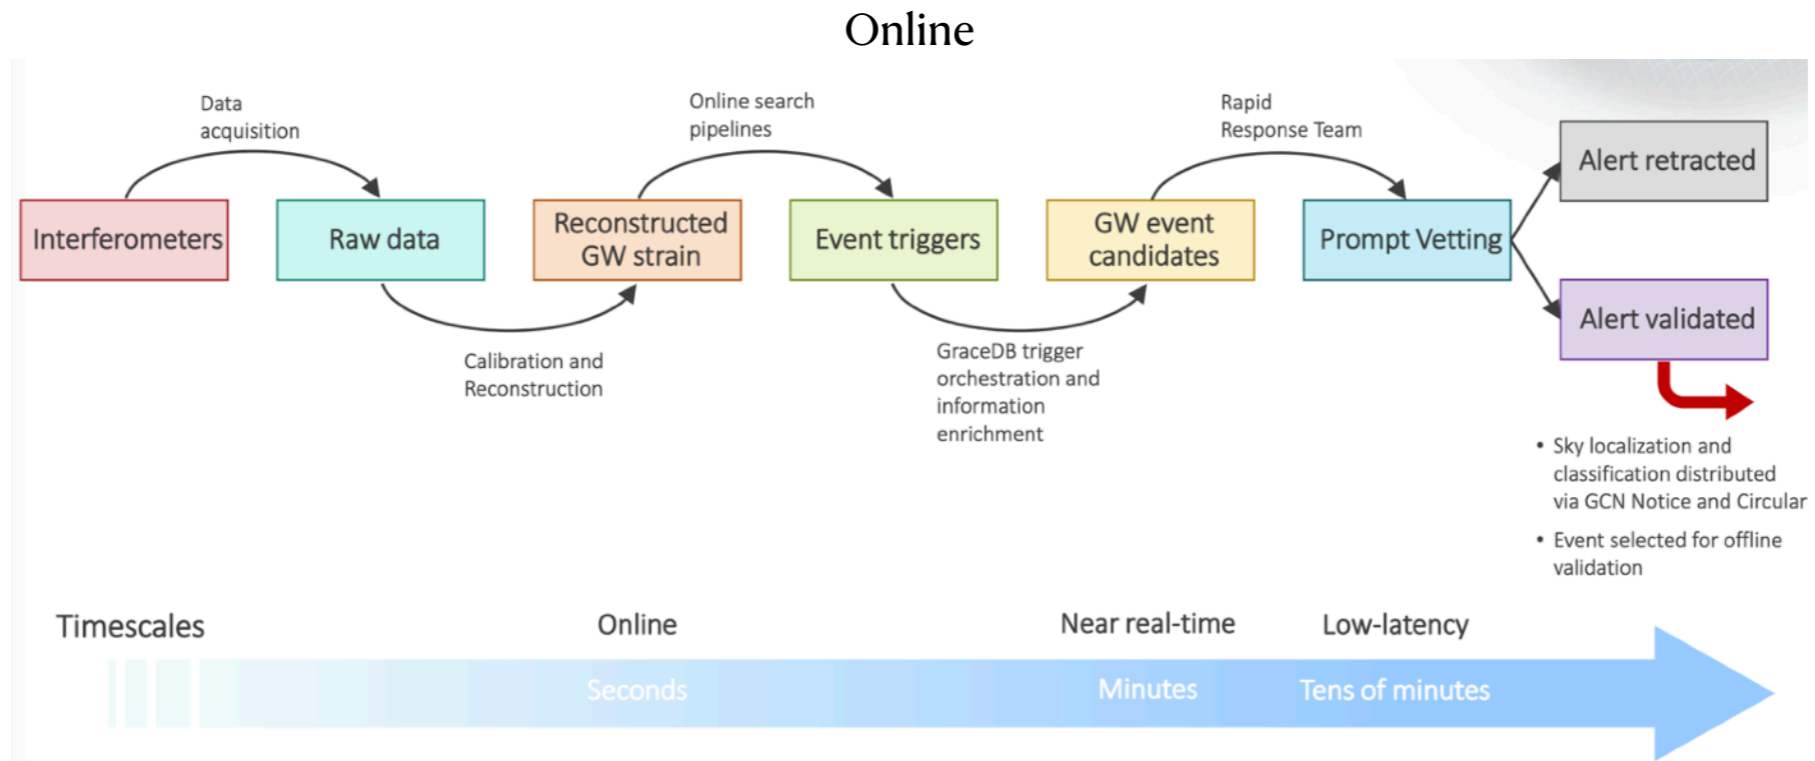 Online
Data
acquisition
Online search
pipelines
Rapid
Response Team
Interferometers
Raw data
Reconstructed
GW strain
Event triggers
GW event
candidates
Prompt Vetting
Alert retracted
Alert validated
Calibration and
Reconstruction
GraceDB trigger
orchestration and
information
enrichment
• Sky localization and
classification distributed
via GCN Notice and Circular
• Event selected for offline
validation
Timescales
Online
Near real-time
Low-latency
Seconds
Minutes
Tens of minutes